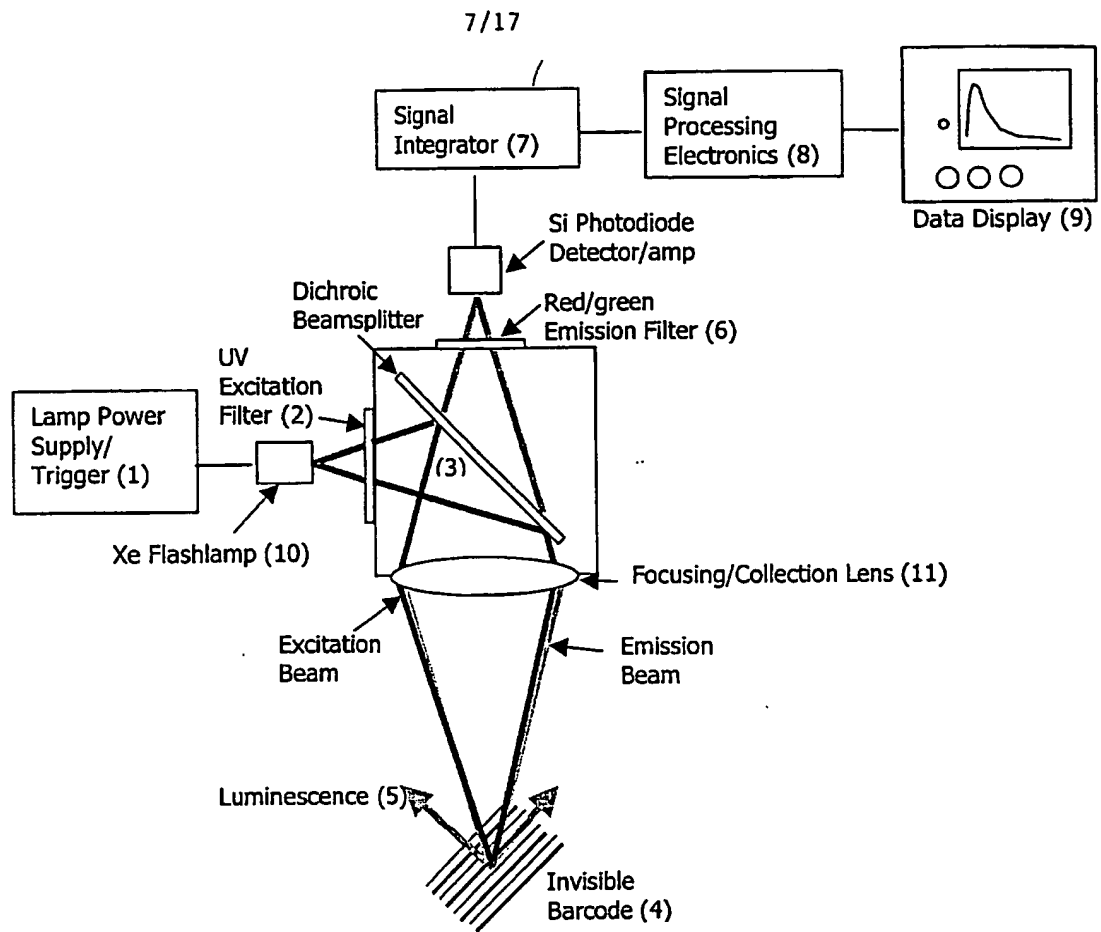 7/17
Signal
Integrator (7)
Signal
Processing
Electronics (8)
Data Display (9)
Si Photodiode
Detector/amp
Dichroic
Beamsplitter
Red/green
Emission Filter (6)
UV
Excitation
Filter (2)
Lamp Power
Supply/
Trigger (1)
(3)
Xe Flashlamp (10)
Focusing/Collection Lens (11)
Excitation
Beam
Emission
Beam
Luminescence (5)
Invisible
Barcode (4)